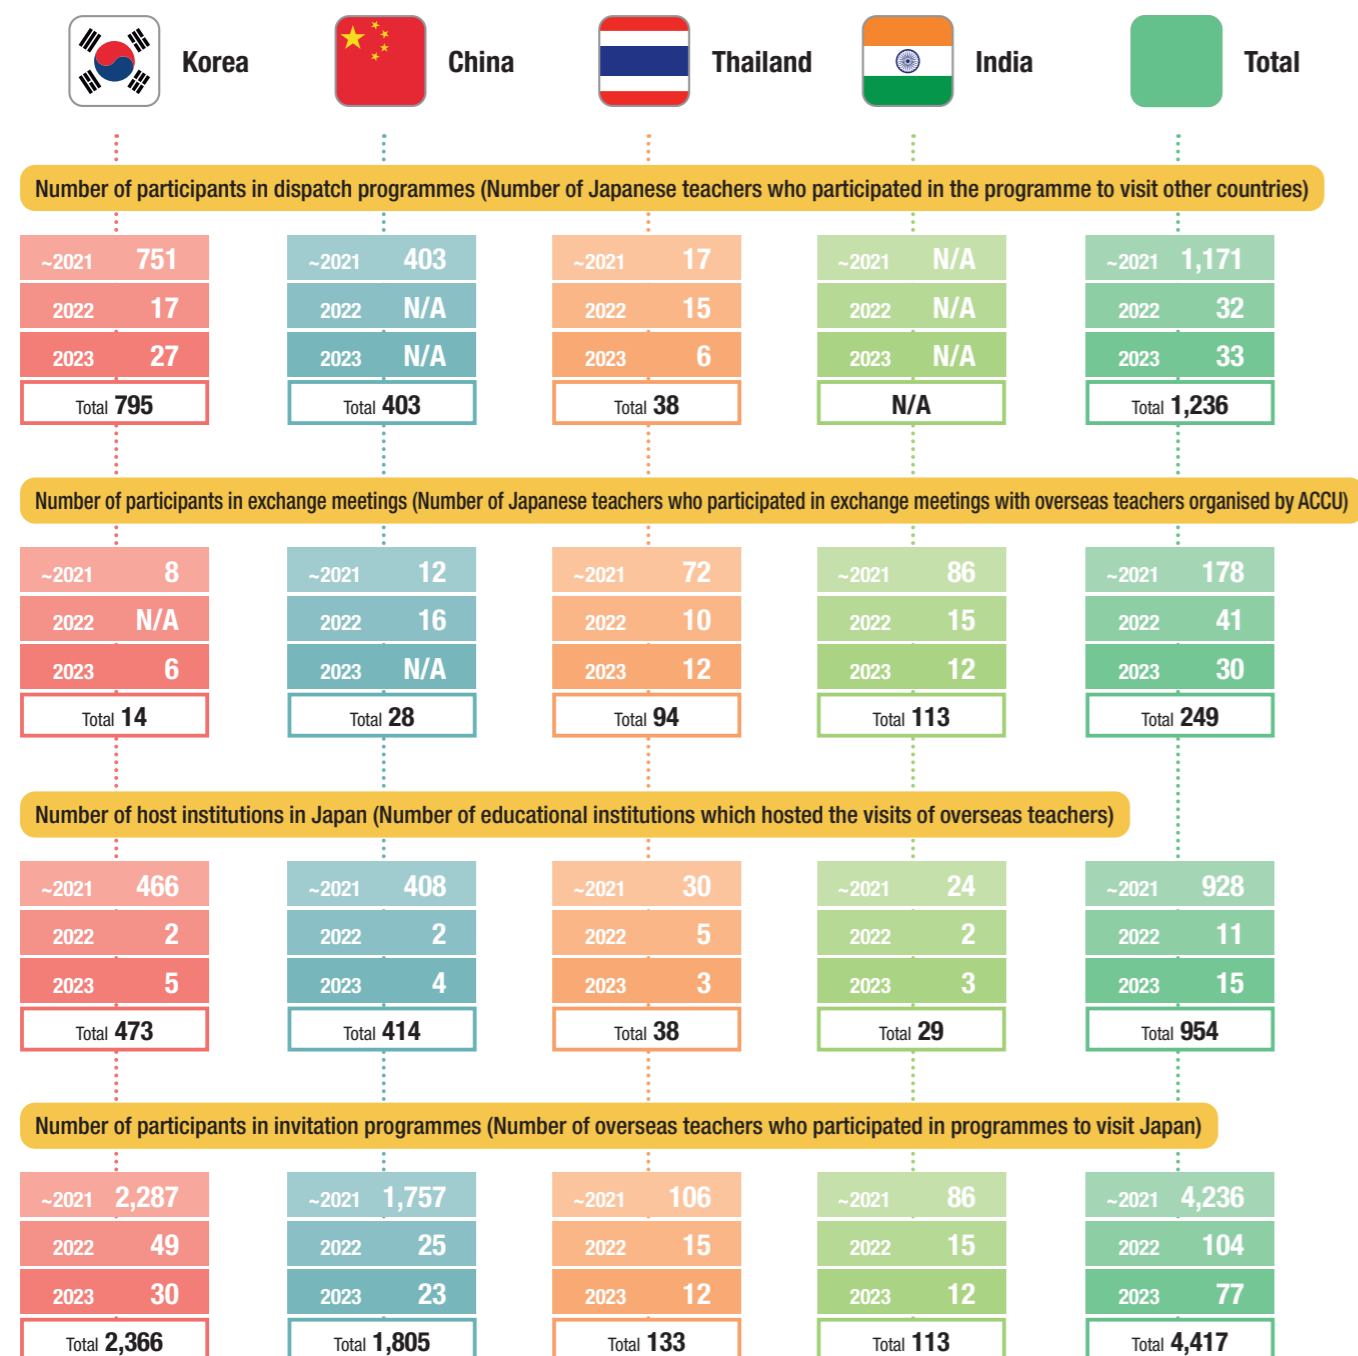 Korea China Thailand India Total
Number of participants in dispatch programmes (Number of Japanese teachers who participated in the programme to visit other countries)
~2021 751 ~2021 403 ~2021 17 ~2021 N/A ~2021 1,171
2022 17 2022 N/A 2022 15 2022 N/A 2022 32
2023 27 2023 N/A 2023 6 2023 N/A 2023 33
Total 795 Total 403 Total 38 N/A Total 1,236
Number of participants in exchange meetings (Number of Japanese teachers who participated in exchange meetings with overseas teachers organised by ACCU)
~2021 8 ~2021 12 ~2021 72 ~2021 86 ~2021 178
2022 N/A 2022 16 2022 10 2022 15 2022 41
2023 6 2023 N/A 2023 12 2023 12 2023 30
Total 14 Total 28 Total 94 Total 113 Total 249
Number of host institutions in Japan (Number of educational institutions which hosted the visits of overseas teachers)
~2021 466 ~2021 408 ~2021 30 ~2021 24 ~2021 928
2022 2 2022 2 2022 5 2022 2 2022 11
2023 5 2023 4 2023 3 2023 3 2023 15
Total 473 Total 414 Total 38 Total 29 Total 954
Number of participants in invitation programmes (Number of overseas teachers who participated in programmes to visit Japan)
~2021 2,287 ~2021 1,757 ~2021 106 ~2021 86 ~2021 4,236
2022 49 2022 25 2022 15 2022 15 2022 104
2023 30 2023 23 2023 12 2023 12 2023 77
Total 2,366 Total 1,805 Total 133 Total 113 Total 4,417